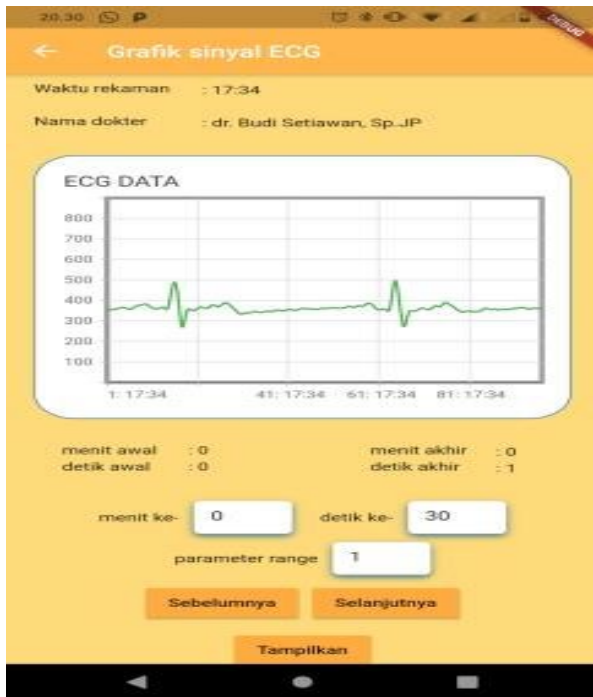 20.30
DEBUG
Grafik sinyal ECG
Waktu rekaman : 17:34
Nama dokter : dr. Budi Setiawan, Sp.JP
ECG DATA
800
700
600
500
400
300
200
100
1: 17:34 41: 17:34 61: 17:34 81: 17:34
menit awal : 0 menit akhir : 0
detik awal : 0 detik akhir : 1
menit ke- 0 detik ke- 30
parameter range 1
Sebelumnya Selanjutnya
Tampilkan